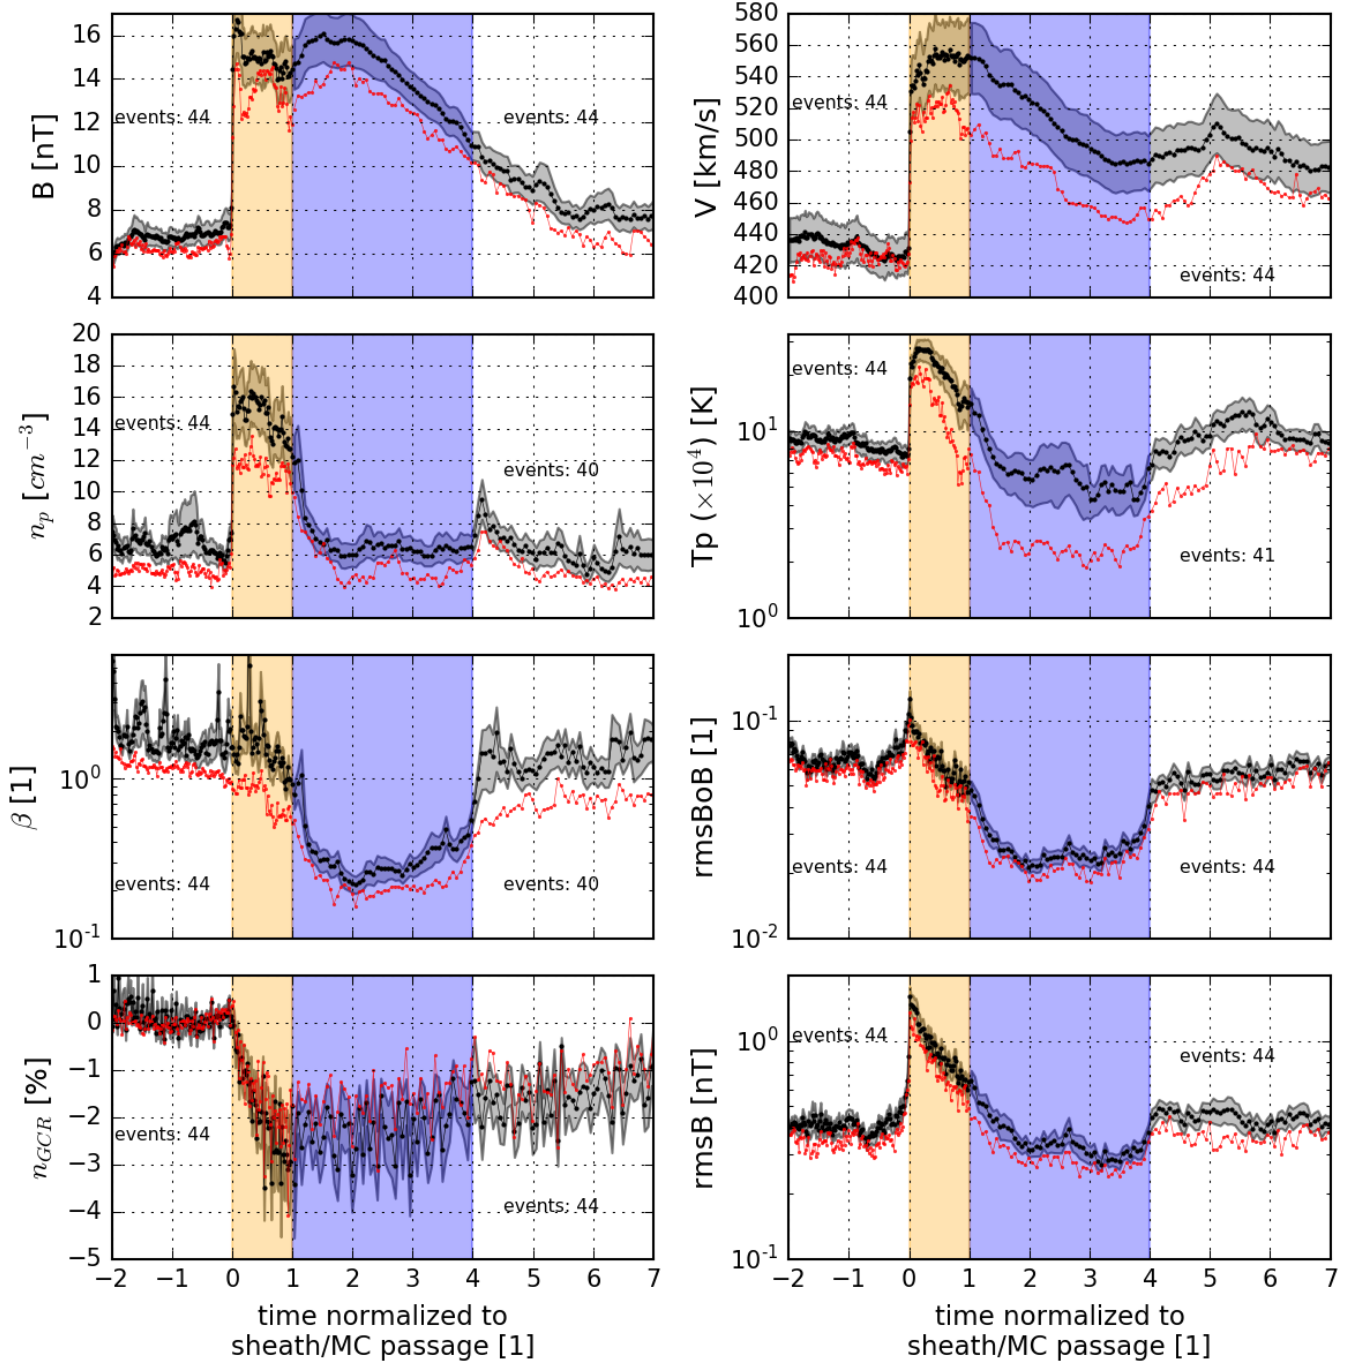 16
14
12
10
8
6
4
B [nT]
events: 44
events: 44
580
560
540
520
500
480
460
440
420
400
V [km/s]
events: 44
events: 44
20
18
16
14
12
10
8
6
4
2
n_p [cm^{-3}]
events: 44
events: 40
10^1
10^0
Tp (×10^4) [K]
events: 44
events: 41
10^0
10^{-1}
β [1]
events: 44
events: 40
10^{-1}
10^{-2}
rmsBoB [1]
events: 44
events: 44
1
0
−1
−2
−3
−4
−5
n_{GCR} [%]
events: 44
events: 44
−2 −1 0 1 2 3 4 5 6 7
time normalized to
sheath/MC passage [1]
10^0
10^{-1}
rmsB [nT]
events: 44
events: 44
−2 −1 0 1 2 3 4 5 6 7
time normalized to
sheath/MC passage [1]